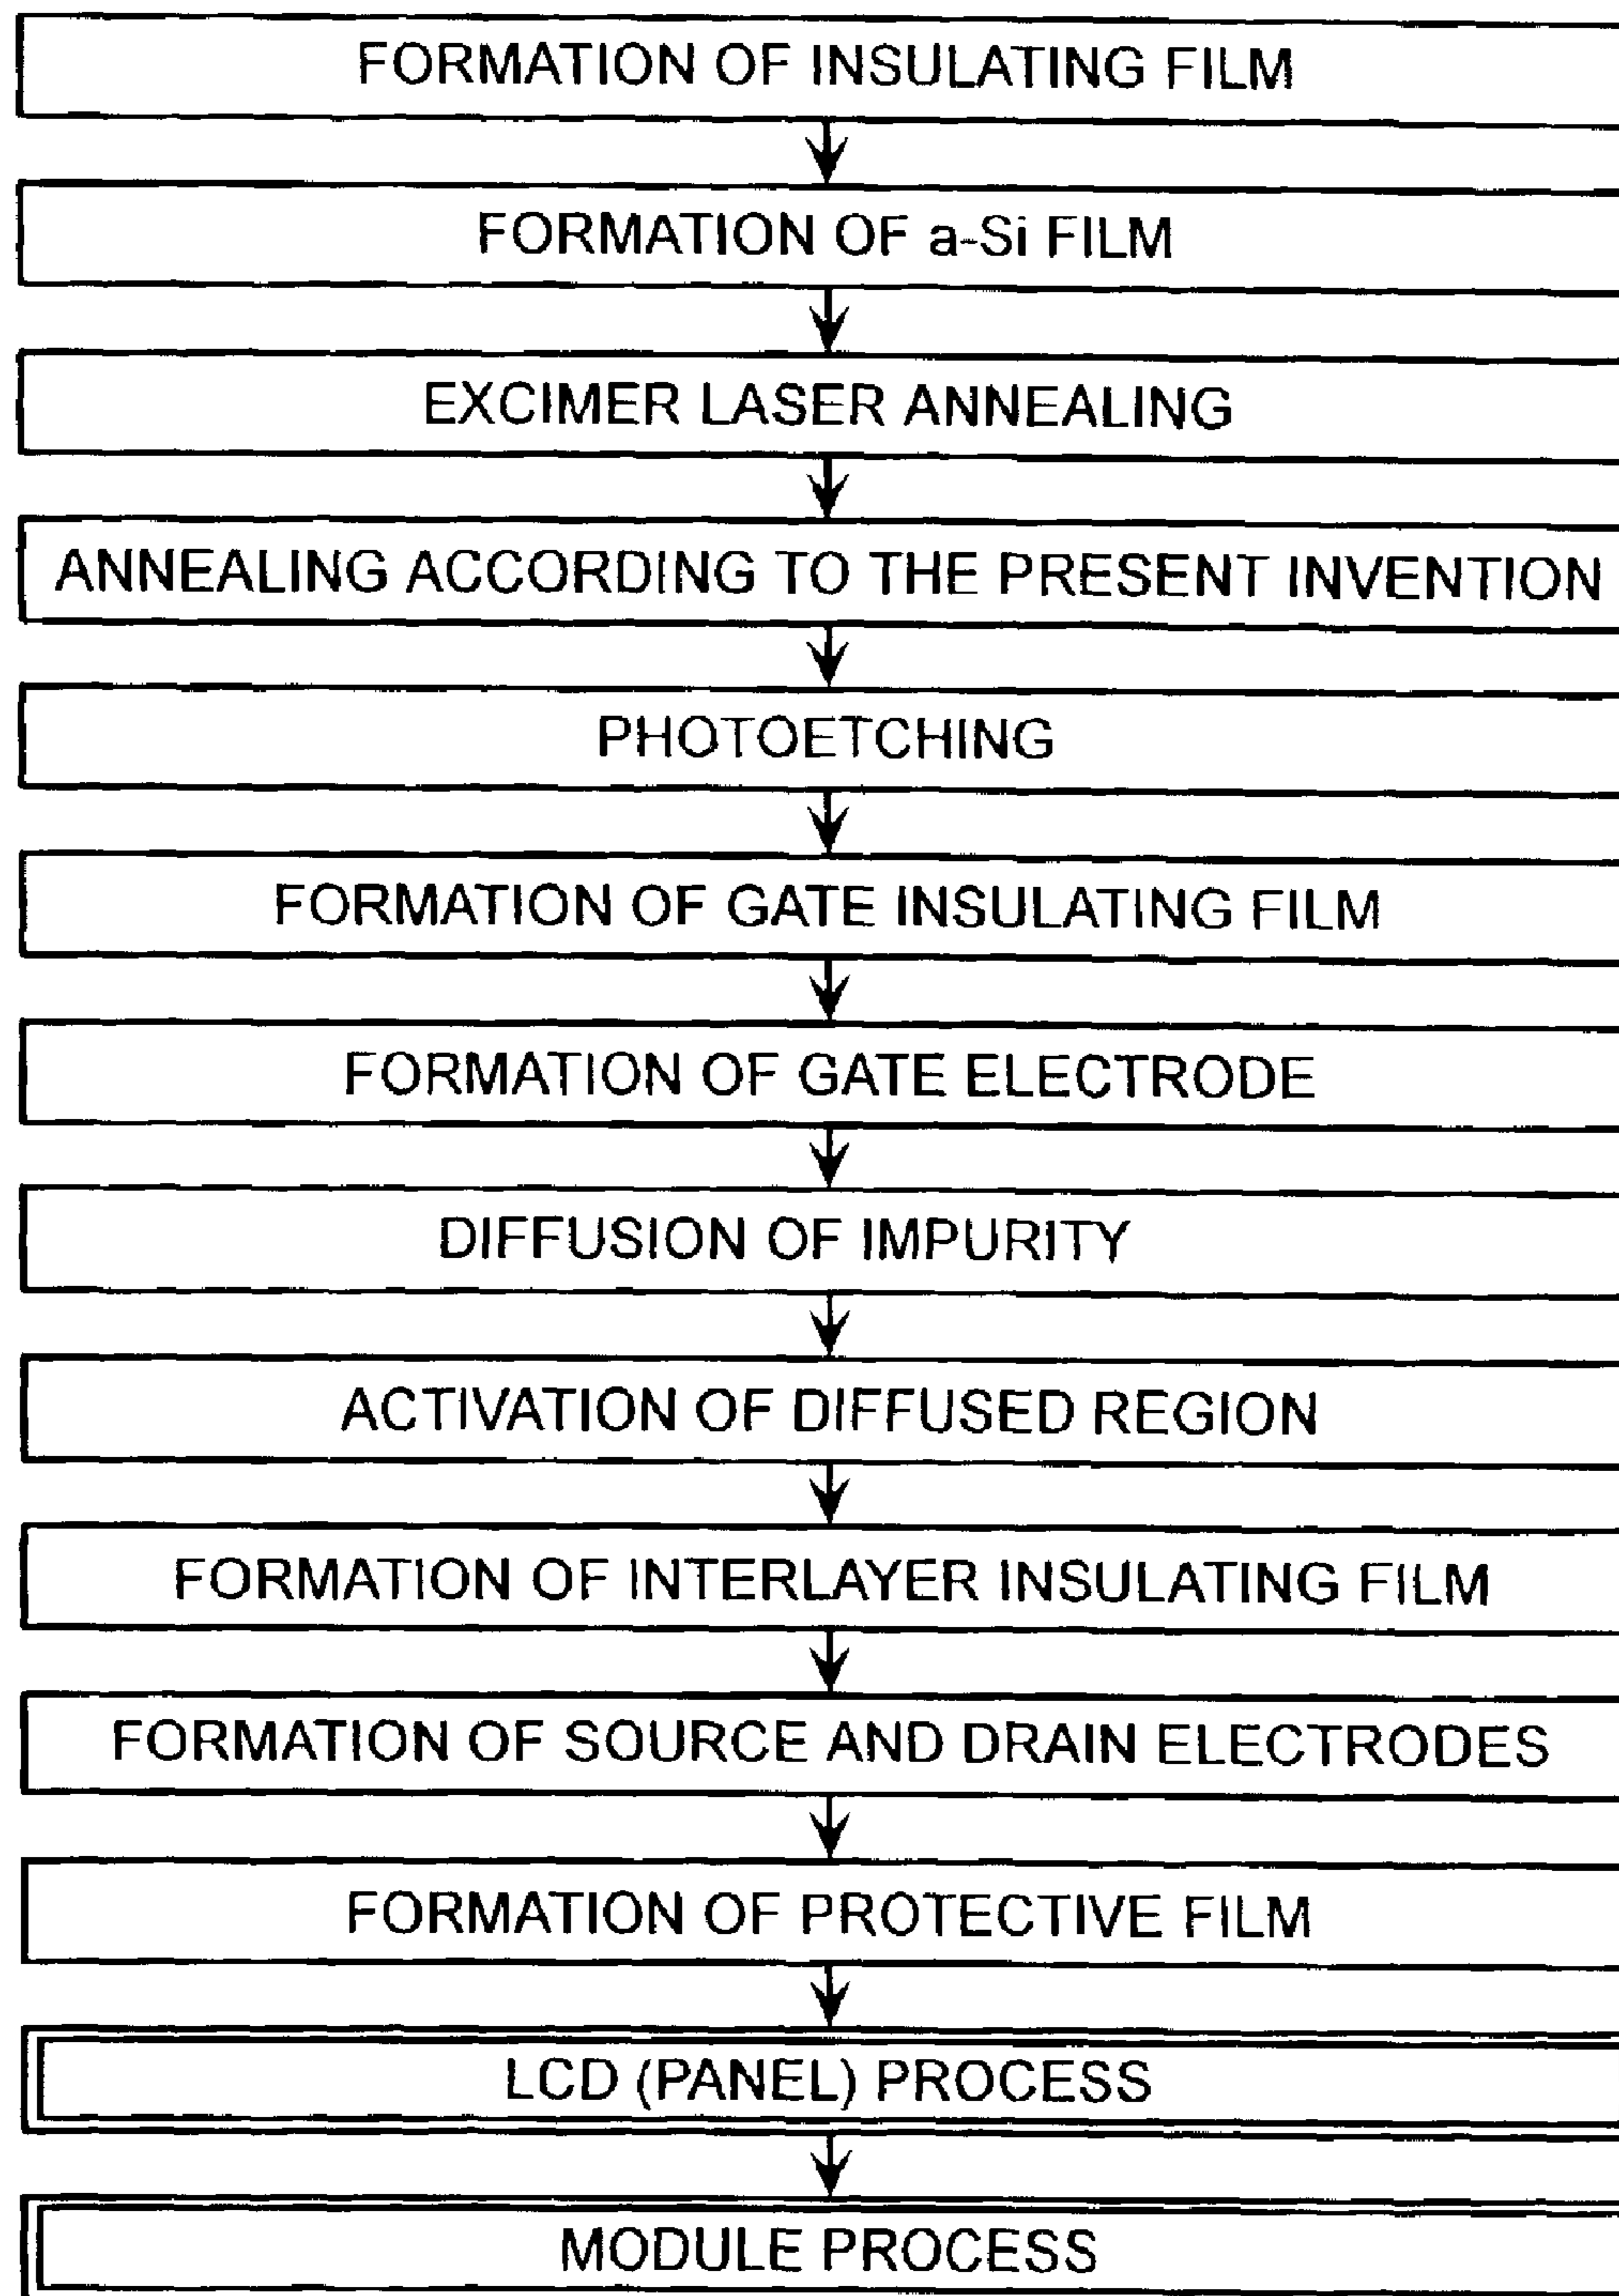 FORMATION OF INSULATING FILM
FORMATION OF a-Si FILM
EXCIMER LASER ANNEALING
ANNEALING ACCORDING TO THE PRESENT INVENTION
PHOTOETCHING
FORMATION OF GATE INSULATING FILM
FORMATION OF GATE ELECTRODE
DIFFUSION OF IMPURITY
ACTIVATION OF DIFFUSED REGION
FORMATION OF INTERLAYER INSULATING FILM
FORMATION OF SOURCE AND DRAIN ELECTRODES
FORMATION OF PROTECTIVE FILM
LCD (PANEL) PROCESS
MODULE PROCESS